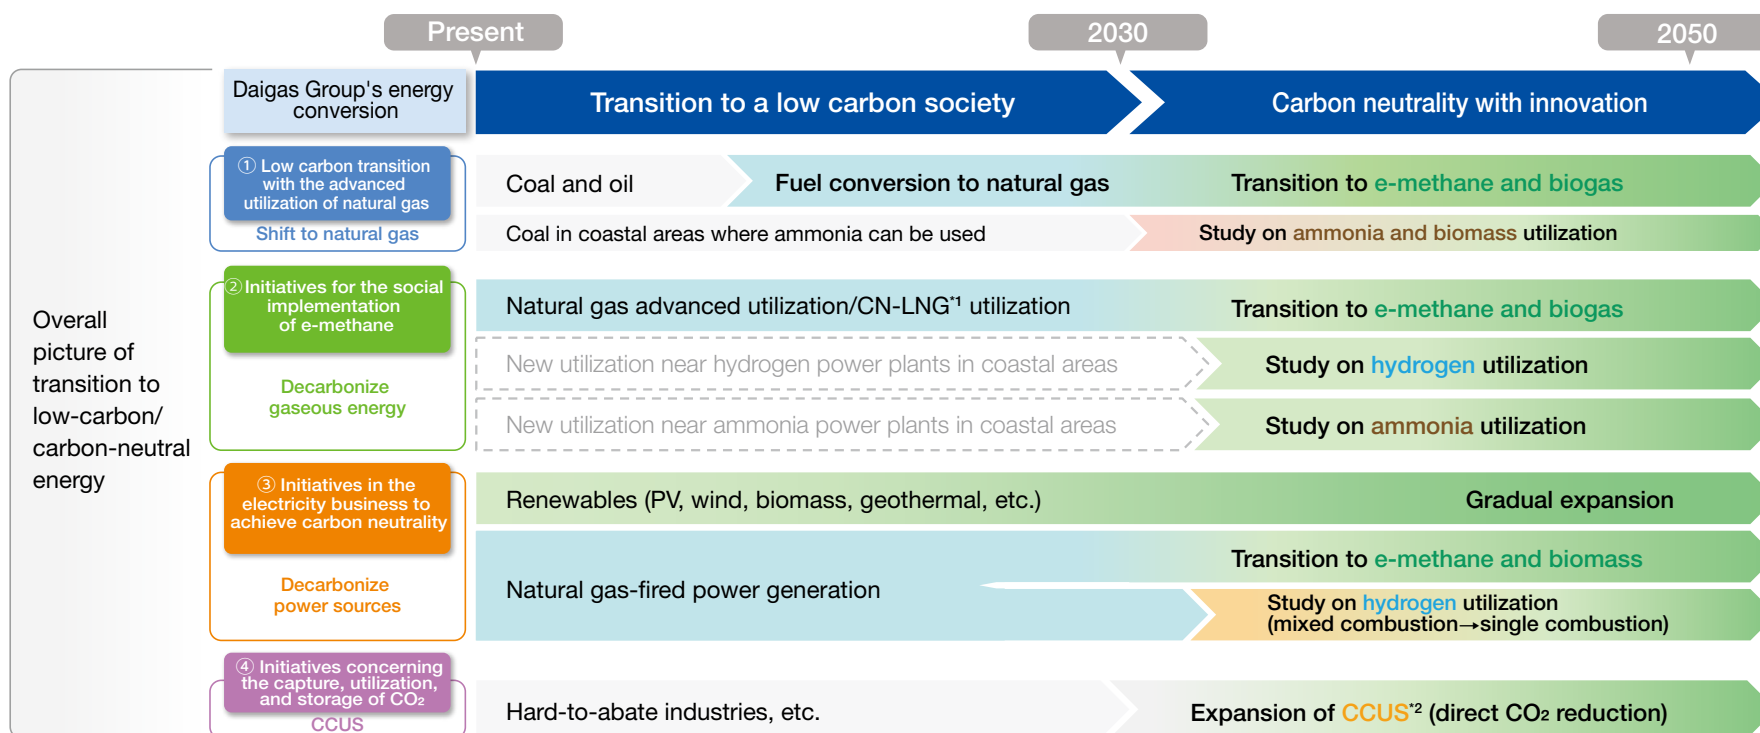 Present
2030
2050
Overall
picture of
transition to
low-carbon/
carbon-neutral
energy
Daigas Group's energy
conversion
Transition to a low carbon society
Carbon neutrality with innovation
① Low carbon transition
with the advanced
utilization of natural gas
Shift to natural gas
Coal and oil
Fuel conversion to natural gas
Transition to e-methane and biogas
Coal in coastal areas where ammonia can be used
Study on ammonia and biomass utilization
② Initiatives for the social
implementation
of e-methane
Decarbonize
gaseous energy
Natural gas advanced utilization/CN-LNG*1 utilization
Transition to e-methane and biogas
New utilization near hydrogen power plants in coastal areas
Study on hydrogen utilization
New utilization near ammonia power plants in coastal areas
Study on ammonia utilization
③ Initiatives in the
electricity business to
achieve carbon neutrality
Decarbonize
power sources
Renewables (PV, wind, biomass, geothermal, etc.)
Gradual expansion
Natural gas-fired power generation
Transition to e-methane and biomass
Study on hydrogen utilization
(mixed combustion→single combustion)
④ Initiatives concerning
the capture, utilization,
and storage of CO₂
CCUS
Hard-to-abate industries, etc.
Expansion of CCUS*2 (direct CO₂ reduction)